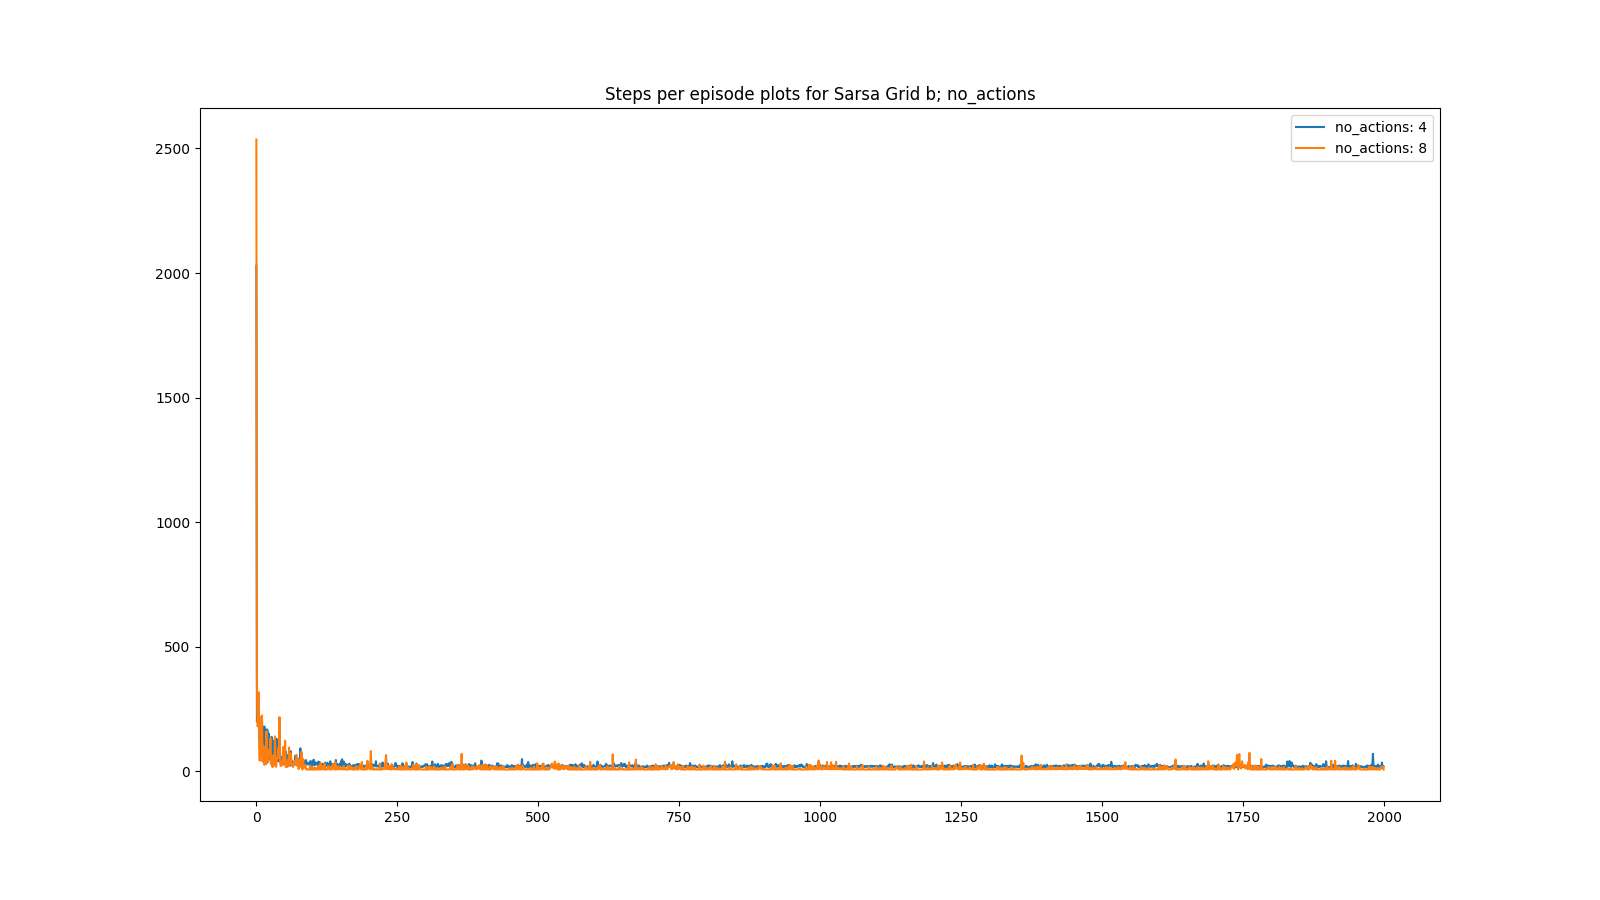 Steps per episode plots for Sarsa Grid b; no_actions
no_actions: 4
no_actions: 8
2500
2000
1500
1000
500
0
0 250 500 750 1000 1250 1500 1750 2000